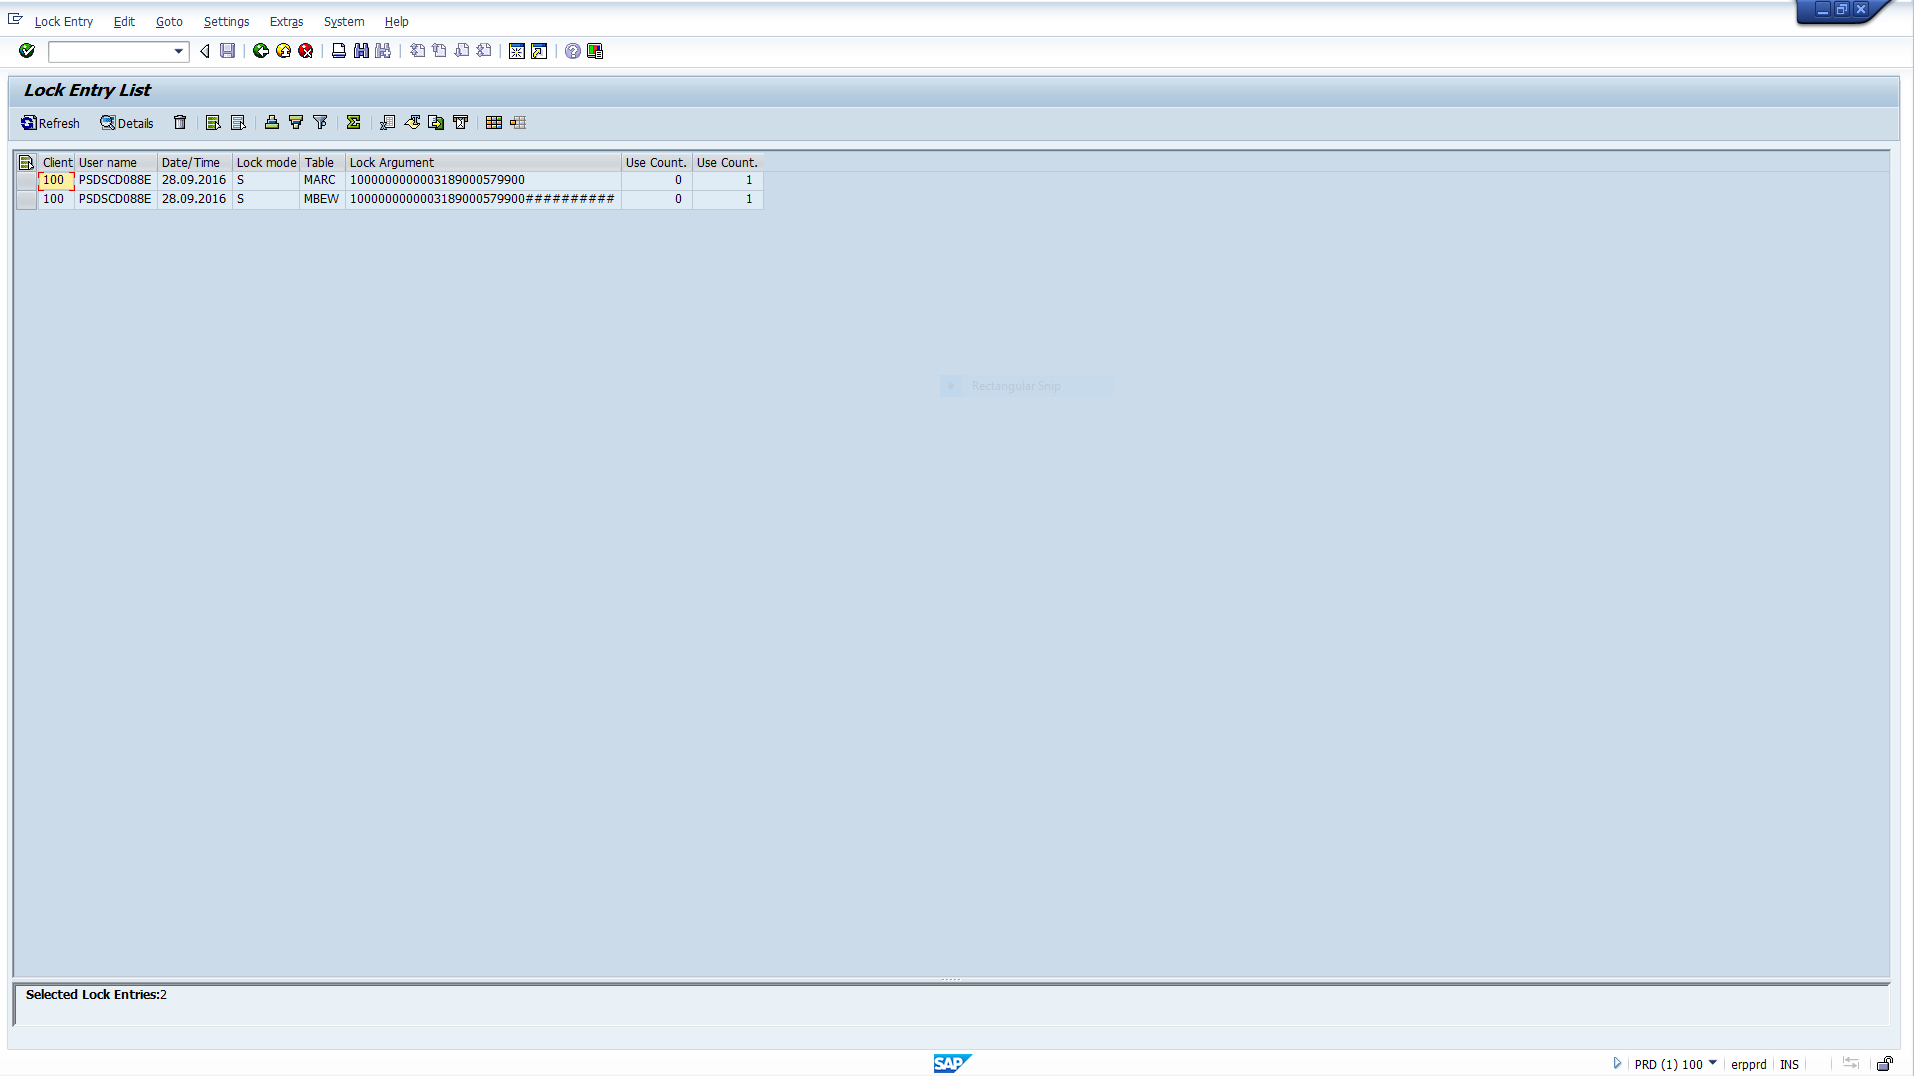 Lock Entry Edit Goto Settings Extras System Help
Lock Entry List
Refresh Details
Client User name Date/Time Lock mode Table Lock Argument Use Count. Use Count.
100 PSDSCD088E 28.09.2016 S MARC 1000000000003189000579900 0 1
100 PSDSCD088E 28.09.2016 S MBEW 1000000000003189000579900########## 0 1
Rectangular Snip
Selected Lock Entries:2
SAP PRD (1) 100 erpprd INS